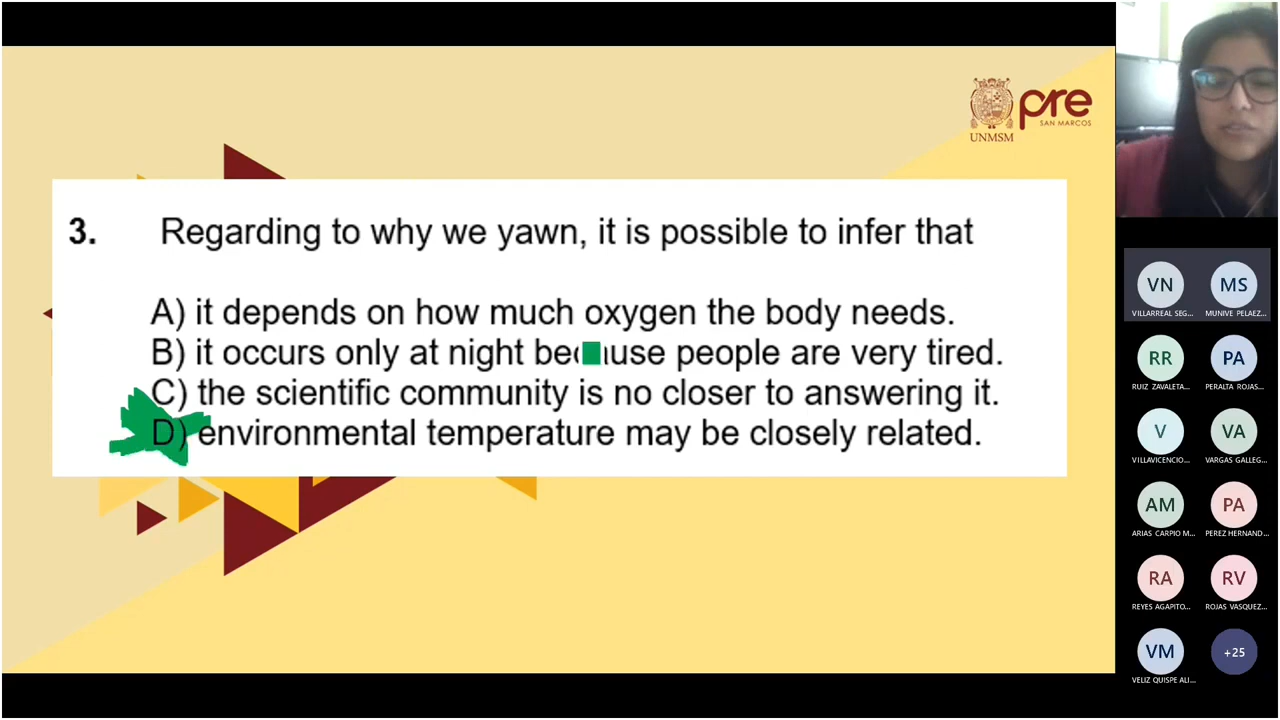 pre
SAN MARCOS
UNMSM
3. Regarding to why we yawn, it is possible to infer that
A) it depends on how much oxygen the body needs.
B) it occurs only at night because people are very tired.
C) the scientific community is no closer to answering it.
D) environmental temperature may be closely related.
VN MS
VILLARREAL SEG... MUNIVE PELAEZ...
RR PA
RUIZ ZAVALETA... PERALTA ROJAS...
V VA
VILLAVICENCIO... VARGAS GALLEG...
AM PA
ARIAS CARPIO M... PEREZ HERNAND...
RA RV
REYES AGAPITO... ROJAS VASQUEZ...
VM +25
VELIZ QUISPE ALI...